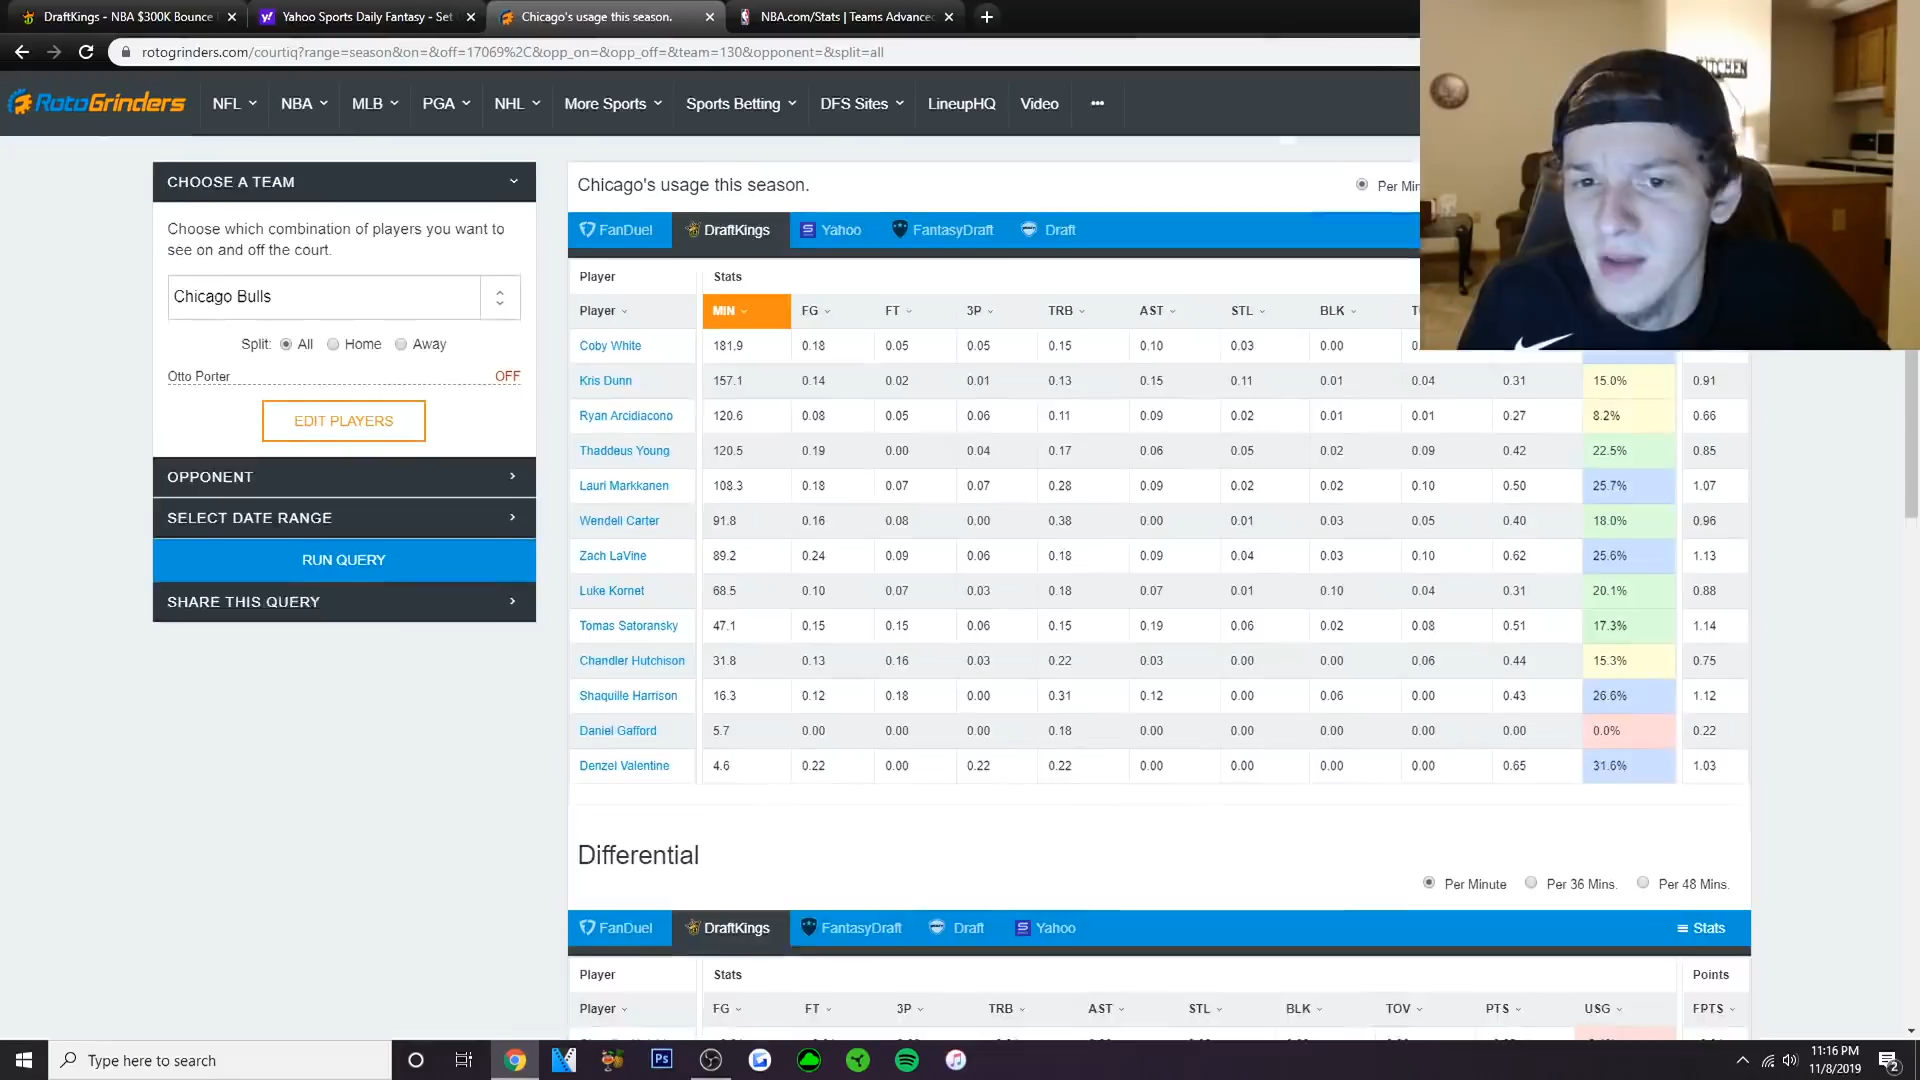 DraftKings - NBA $300K Bounce
Yahoo Sports Daily Fantasy - Set
Chicago's usage this season.
NBA.com/Stats | Teams Advanced
rotogrinders.com/courtiq?range=season&on=&off=17069%2C&opp_on=&opp_off=&team=130&opponent=&split=all
RotoGrinders NFL NBA MLB PGA NHL More Sports Sports Betting DFS Sites LineupHQ Video •••
KITCHEN
CHOOSE A TEAM
Choose which combination of players you want to
see on and off the court.
Chicago Bulls
Split: All Home Away
Otto Porter OFF
EDIT PLAYERS
OPPONENT
SELECT DATE RANGE
RUN QUERY
SHARE THIS QUERY
Chicago's usage this season.
Per Min
FanDuel DraftKings Yahoo FantasyDraft Draft
Player Stats
Player MIN FG FT 3P TRB AST STL BLK
Coby White 181.9 0.18 0.05 0.05 0.15 0.10 0.03 0.00
Kris Dunn 157.1 0.14 0.02 0.01 0.13 0.15 0.11 0.01 0.04 0.31 15.0% 0.91
Ryan Arcidiacono 120.6 0.08 0.05 0.06 0.11 0.09 0.02 0.01 0.01 0.27 8.2% 0.66
Thaddeus Young 120.5 0.19 0.00 0.04 0.17 0.06 0.05 0.02 0.09 0.42 22.5% 0.85
Lauri Markkanen 108.3 0.18 0.07 0.07 0.28 0.09 0.02 0.02 0.10 0.50 25.7% 1.07
Wendell Carter 91.8 0.16 0.08 0.00 0.38 0.00 0.01 0.03 0.05 0.40 18.0% 0.96
Zach LaVine 89.2 0.24 0.09 0.06 0.18 0.09 0.04 0.03 0.10 0.62 25.6% 1.13
Luke Kornet 68.5 0.10 0.07 0.03 0.18 0.07 0.01 0.10 0.04 0.31 20.1% 0.88
Tomas Satoransky 47.1 0.15 0.15 0.06 0.15 0.19 0.06 0.02 0.08 0.51 17.3% 1.14
Chandler Hutchison 31.8 0.13 0.16 0.03 0.22 0.03 0.00 0.00 0.06 0.44 15.3% 0.75
Shaquille Harrison 16.3 0.12 0.18 0.00 0.31 0.12 0.00 0.06 0.00 0.43 26.6% 1.12
Daniel Gafford 5.7 0.00 0.00 0.00 0.18 0.00 0.00 0.00 0.00 0.00 0.0% 0.22
Denzel Valentine 4.6 0.22 0.00 0.22 0.22 0.00 0.00 0.00 0.00 0.65 31.6% 1.03
Differential
Per Minute Per 36 Mins. Per 48 Mins.
FanDuel DraftKings FantasyDraft Draft Yahoo Stats
Player Stats Points
Player FG FT 3P TRB AST STL BLK TOV PTS USG FPTS
Type here to search
Ps
11:16 PM
11/8/2019
2